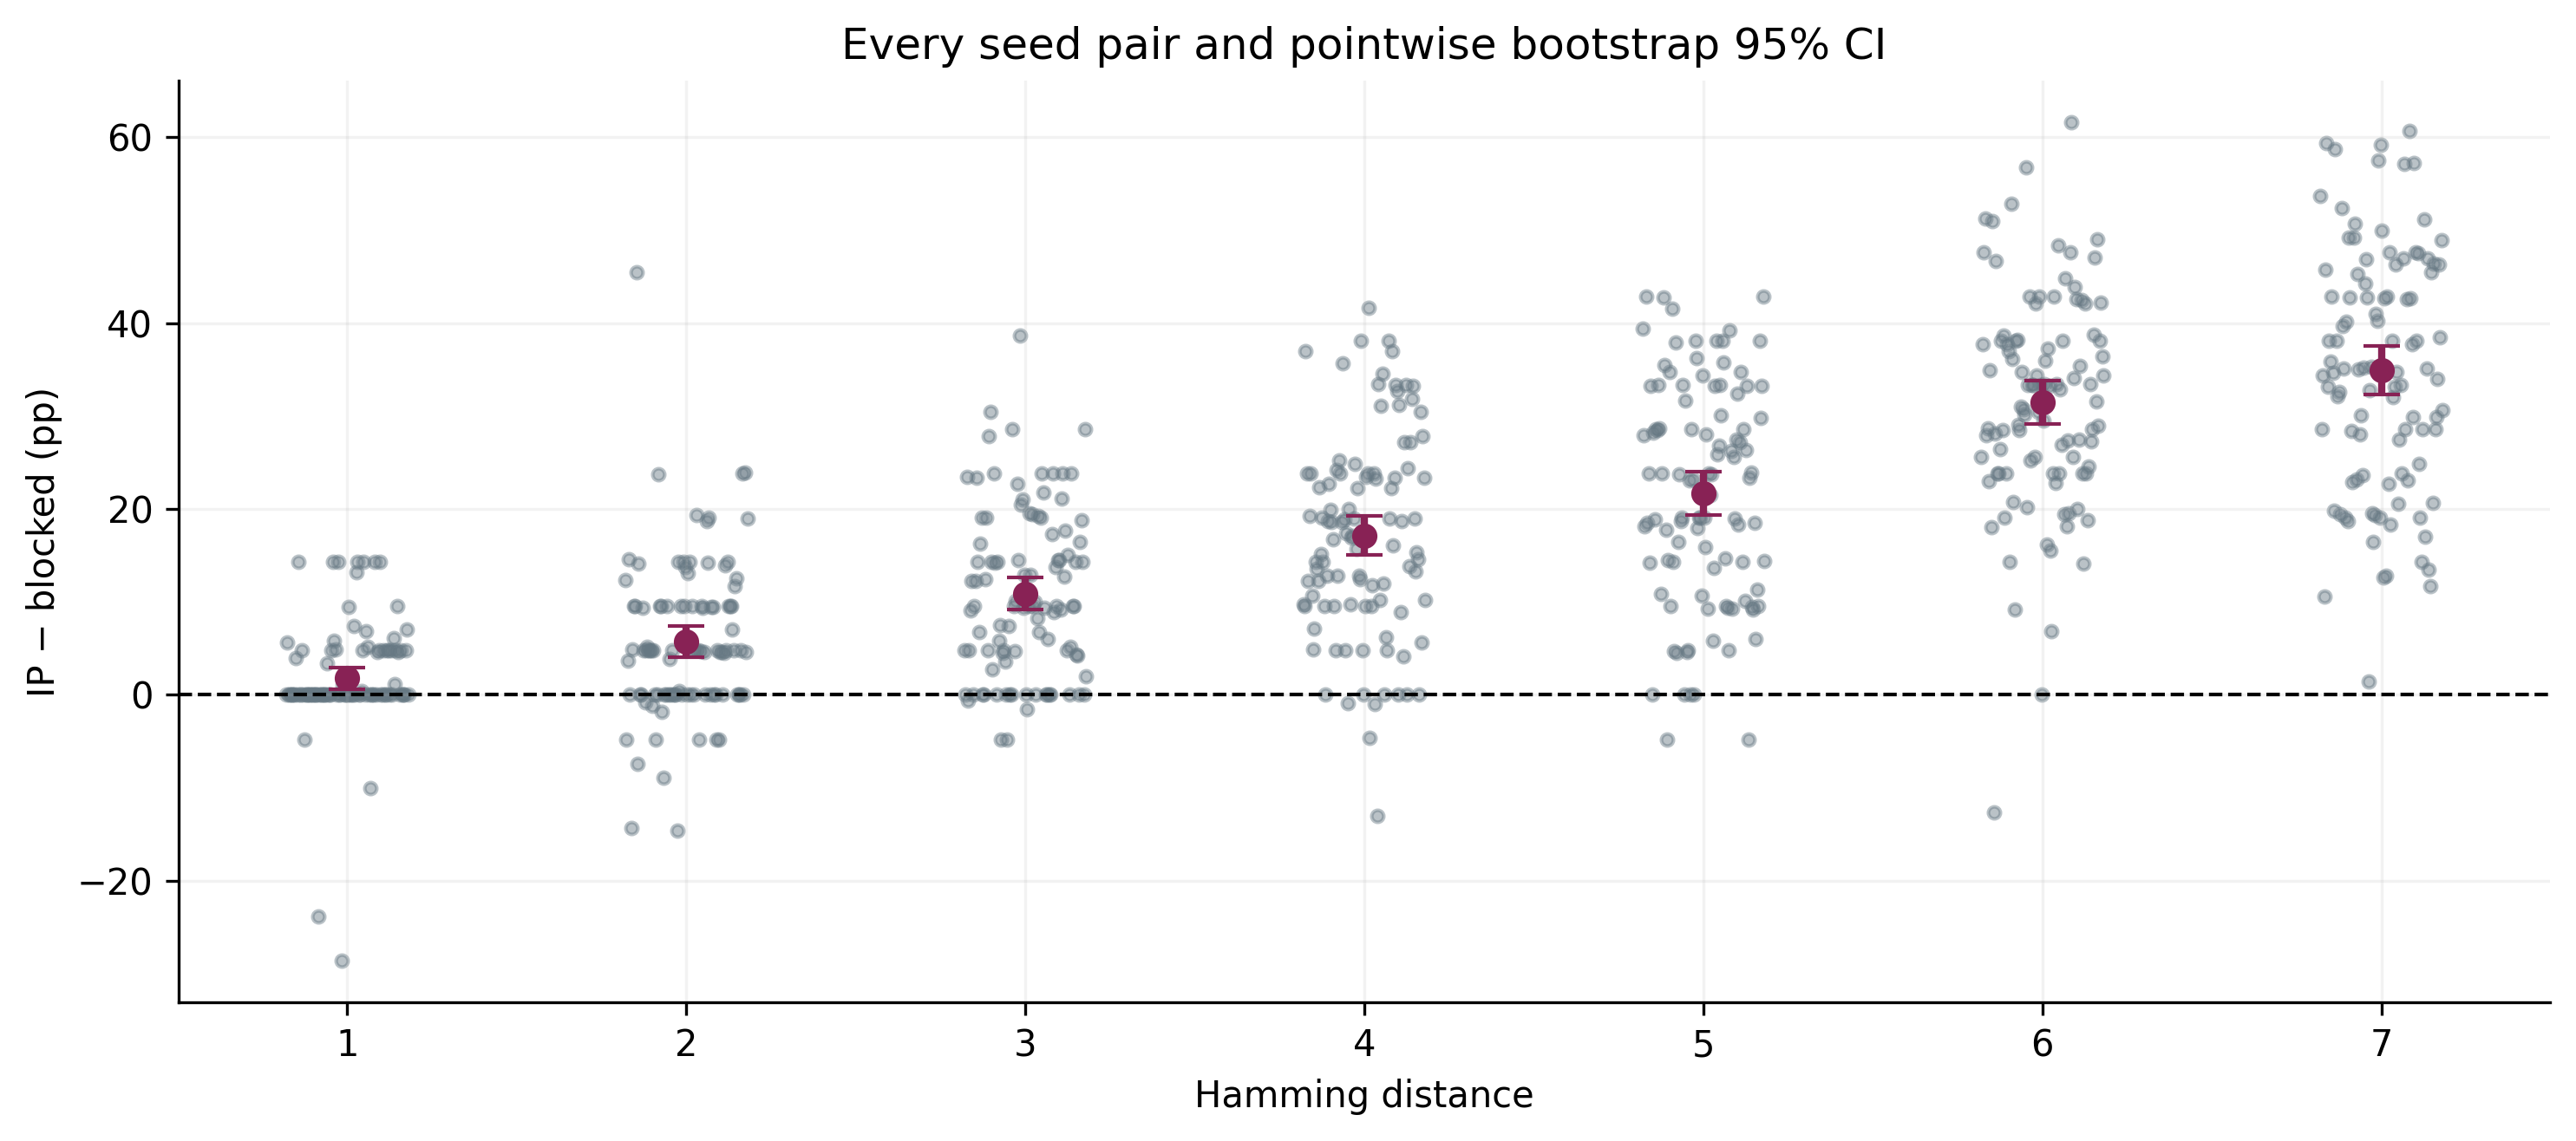 Every seed pair and pointwise bootstrap 95% CI
IP − blocked (pp)
60
40
20
0
−20
1 2 3 4 5 6 7
Hamming distance